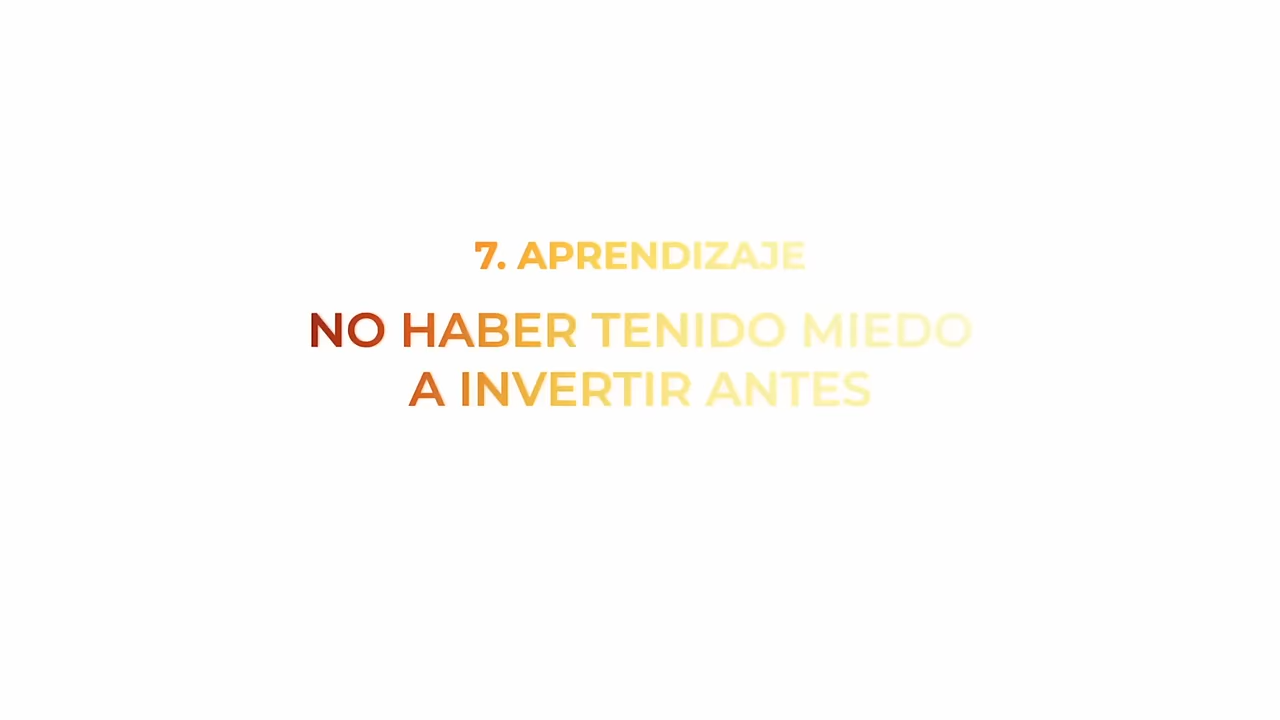 7. APRENDIZAJE
NO HABER TENIDO MIEDO
A INVERTIR ANTES